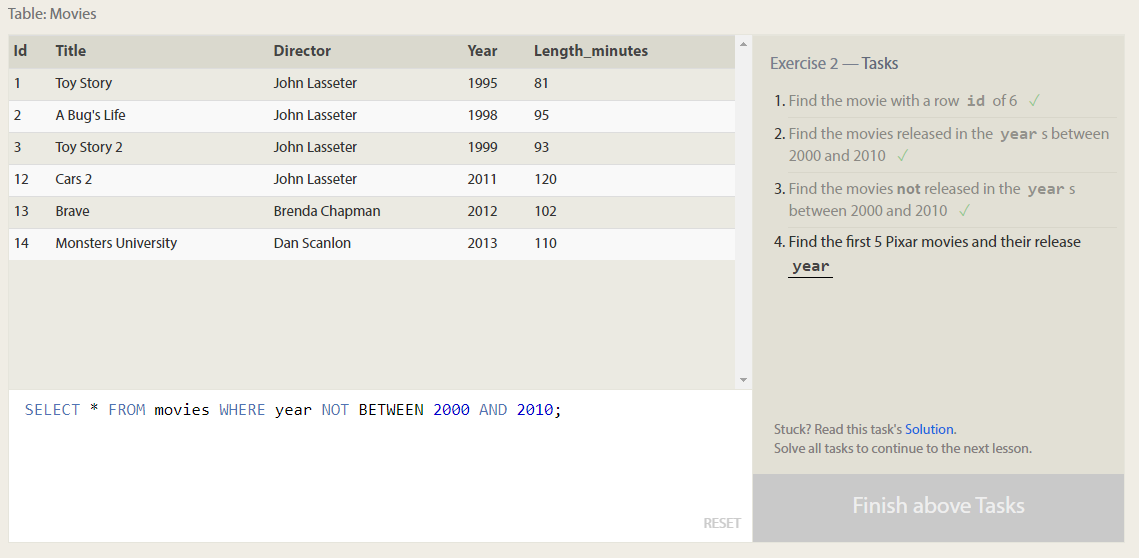 Table: Movies
Id Title Director Year Length_minutes
1 Toy Story John Lasseter 1995 81
2 A Bug's Life John Lasseter 1998 95
3 Toy Story 2 John Lasseter 1999 93
12 Cars 2 John Lasseter 2011 120
13 Brave Brenda Chapman 2012 102
14 Monsters University Dan Scanlon 2013 110
SELECT * FROM movies WHERE year NOT BETWEEN 2000 AND 2010;
RESET
Exercise 2 — Tasks
1. Find the movie with a row id of 6 ✓
2. Find the movies released in the year s between
2000 and 2010 ✓
3. Find the movies not released in the year s
between 2000 and 2010 ✓
4. Find the first 5 Pixar movies and their release
year
Stuck? Read this task's Solution.
Solve all tasks to continue to the next lesson.
Finish above Tasks